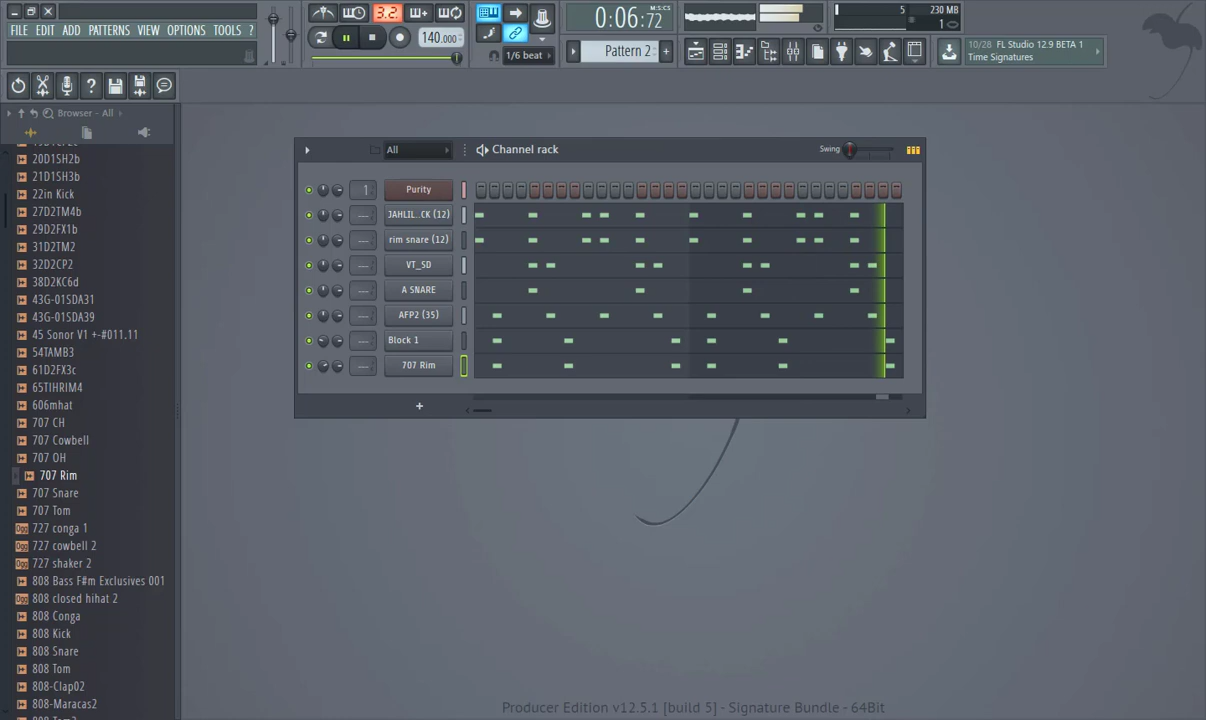 3.2
0:06:72
M:S:CS
5
230 MB
1
FILE EDIT ADD PATTERNS VIEW OPTIONS TOOLS ?
140.000
1/6 beat
Pattern 2
+
10/28 FL Studio 12.9 BETA 1
Time Signatures
?
Browser - All
All
Channel rack
Swing
20D1SH2b
21D1SH3b
22in Kick
27D2TM4b
29D2FX1b
31D2TM2
32D2CP2
38D2KC6d
43G-01SDA31
43G-01SDA39
45 Sonor V1 +-#011.11
54TAMB3
61D2FX3c
65THRIM4
606mhat
707 CH
707 Cowbell
707 OH
707 Rim
707 Snare
707 Tom
727 conga 1
727 cowbell 2
727 shaker 2
808 Bass F#m Exclusives 001
808 closed hihat 2
808 Conga
808 Kick
808 Snare
808 Tom
808-Clap02
808-Maracas2
1 Purity
--- JAHLIL..CK (12)
--- rim snare (12)
--- VT_SD
--- A SNARE
--- AFP2 (35)
--- Block 1
--- 707 Rim
+
Producer Edition v12.5.1 [build 5] - Signature Bundle - 64Bit